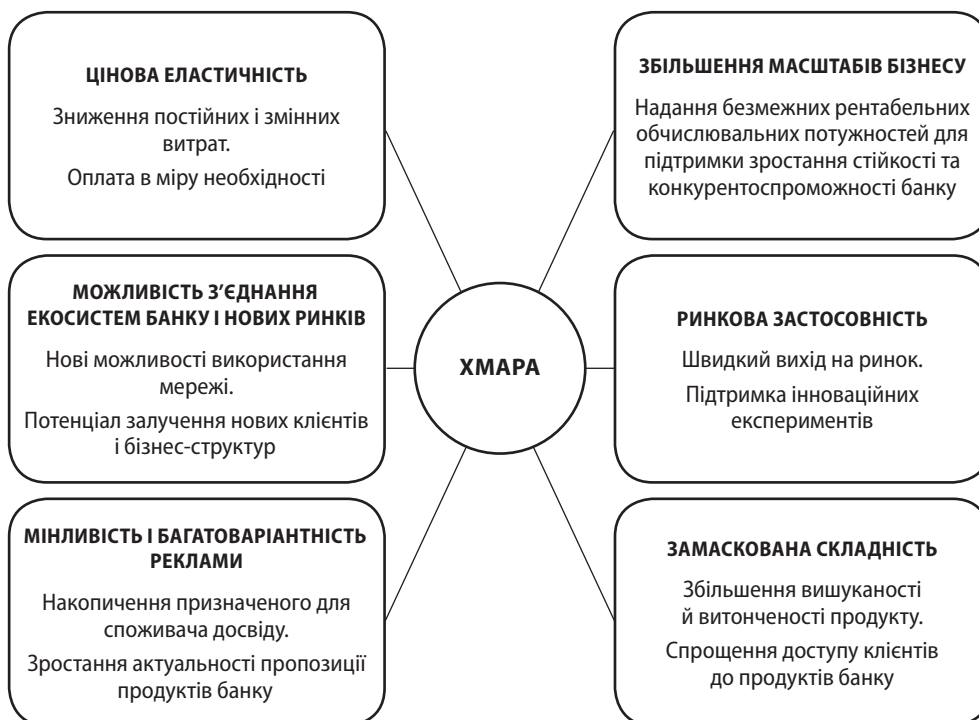 ЦІНОВА ЕЛАСТИЧНІСТЬ
Зниження постійних і змінних
витрат.
Оплата в міру необхідності
ЗБІЛЬШЕННЯ МАСШТАБІВ БІЗНЕСУ
Надання безмежних рентабельних
обчислювальних потужностей для
підтримки зростання стійкості та
конкурентоспроможності банку
МОЖЛИВІСТЬ З’ЄДНАННЯ
ЕКОСИСТЕМ БАНКУ І НОВИХ РИНКІВ
Нові можливості використання
мережі.
Потенціал залучення нових клієнтів
і бізнес-структур
ХМАРА
РИНКОВА ЗАСТОСОВНІСТЬ
Швидкий вихід на ринок.
Підтримка інноваційних
експериментів
МІНЛИВІСТЬ І БАГАТОВАРІАНТНІСТЬ
РЕКЛАМИ
Накопичення призначеного для
споживача досвіду.
Зростання актуальності пропозиції
продуктів банку
ЗАМАСКОВАНА СКЛАДНІСТЬ
Збільшення вишуканості
й витонченості продукту.
Спрощення доступу клієнтів
до продуктів банку